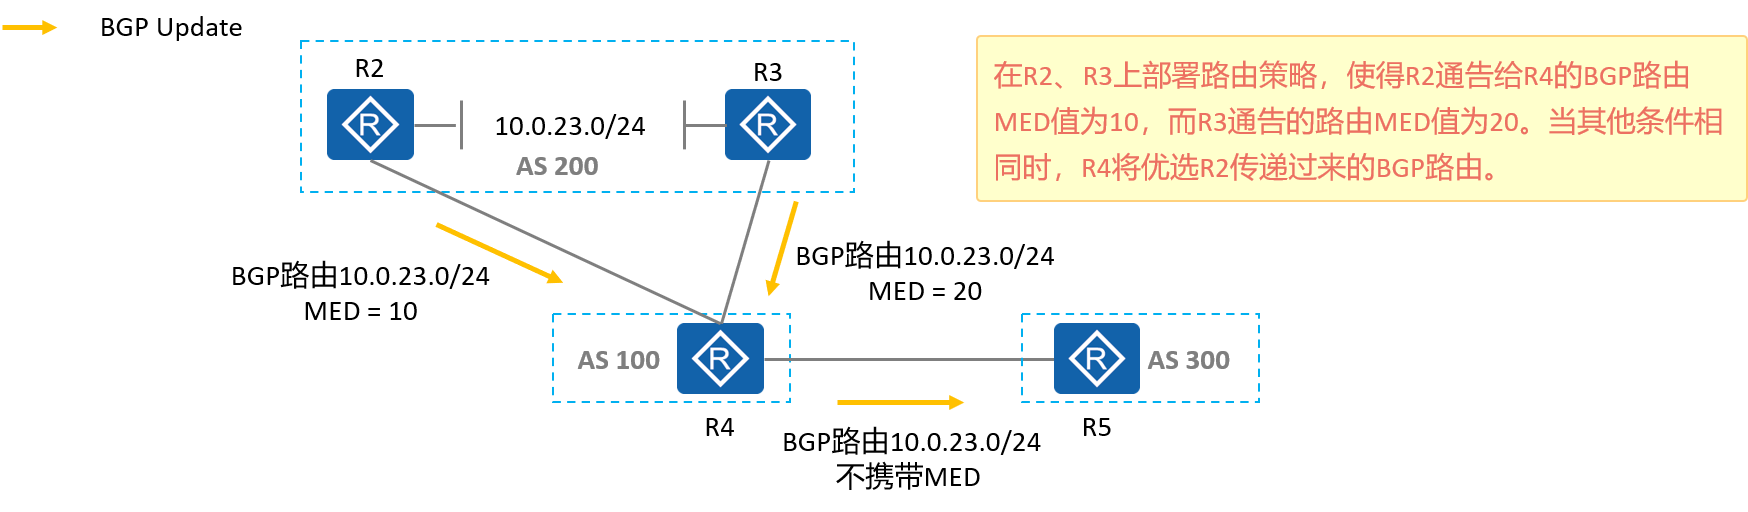 BGP Update
R2
R3
R
R
10.0.23.0/24
AS 200
在R2、R3上部署路由策略，使得R2通告给R4的BGP路由
MED值为10，而R3通告的路由MED值为20。当其他条件相
同时，R4将优选R2传递过来的BGP路由。
BGP路由10.0.23.0/24
MED = 10
BGP路由10.0.23.0/24
MED = 20
AS 100
R
R
AS 300
R4
R5
BGP路由10.0.23.0/24
不携带MED